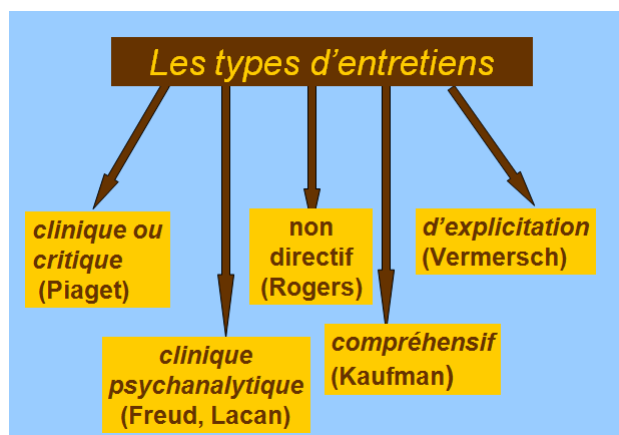 Les types d'entretiens
clinique ou
critique
(Piaget)
clinique
psychanalytique
(Freud, Lacan)
non
directif
(Rogers)
compréhensif
(Kaufman)
d'explicitation
(Vermersch)